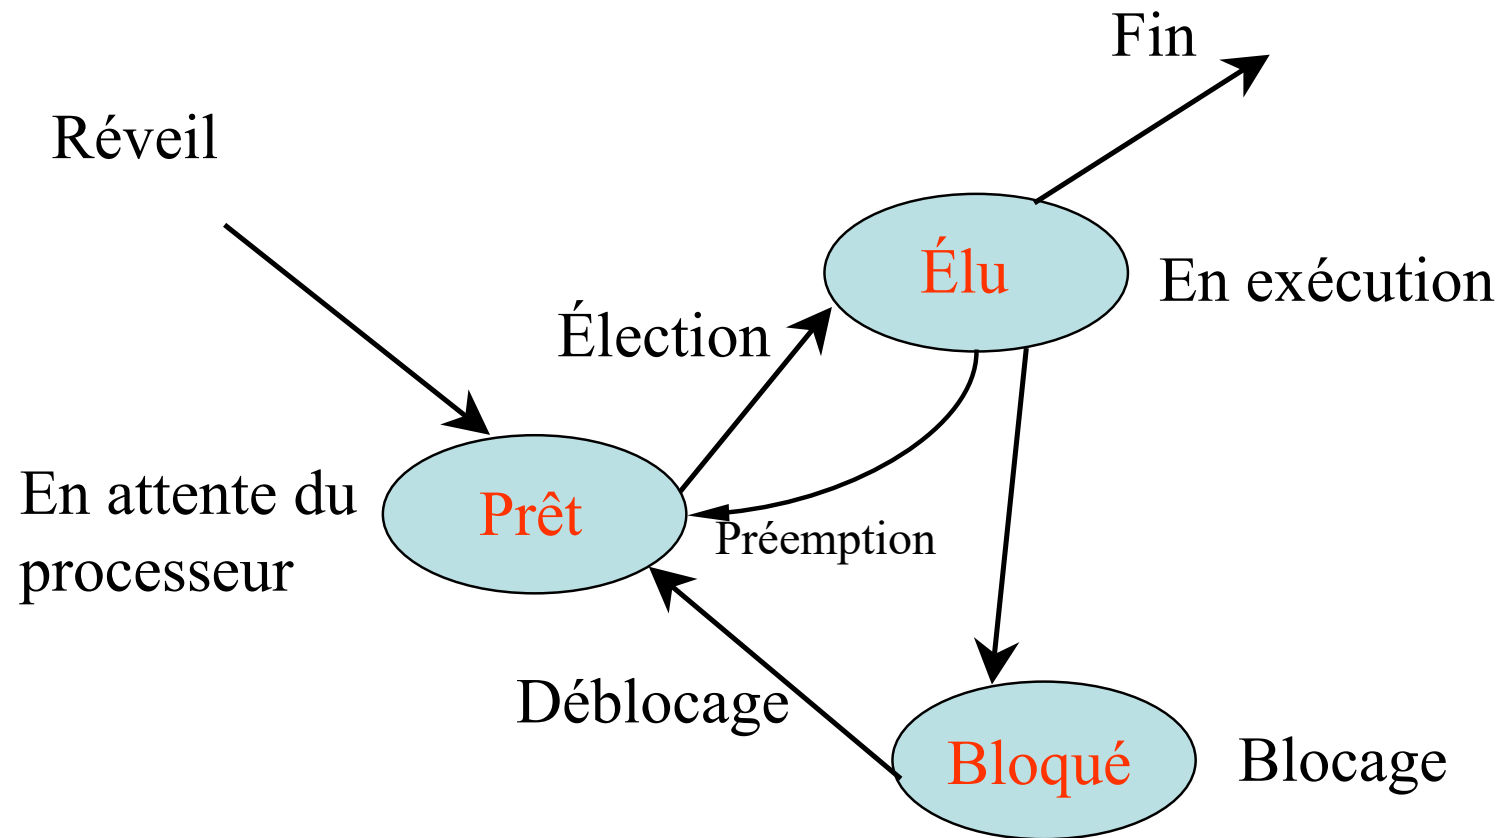 Fin
Réveil
Élu
En exécution
Élection
En attente du
processeur
Prêt
Préemption
Déblocage
Bloqué
Blocage